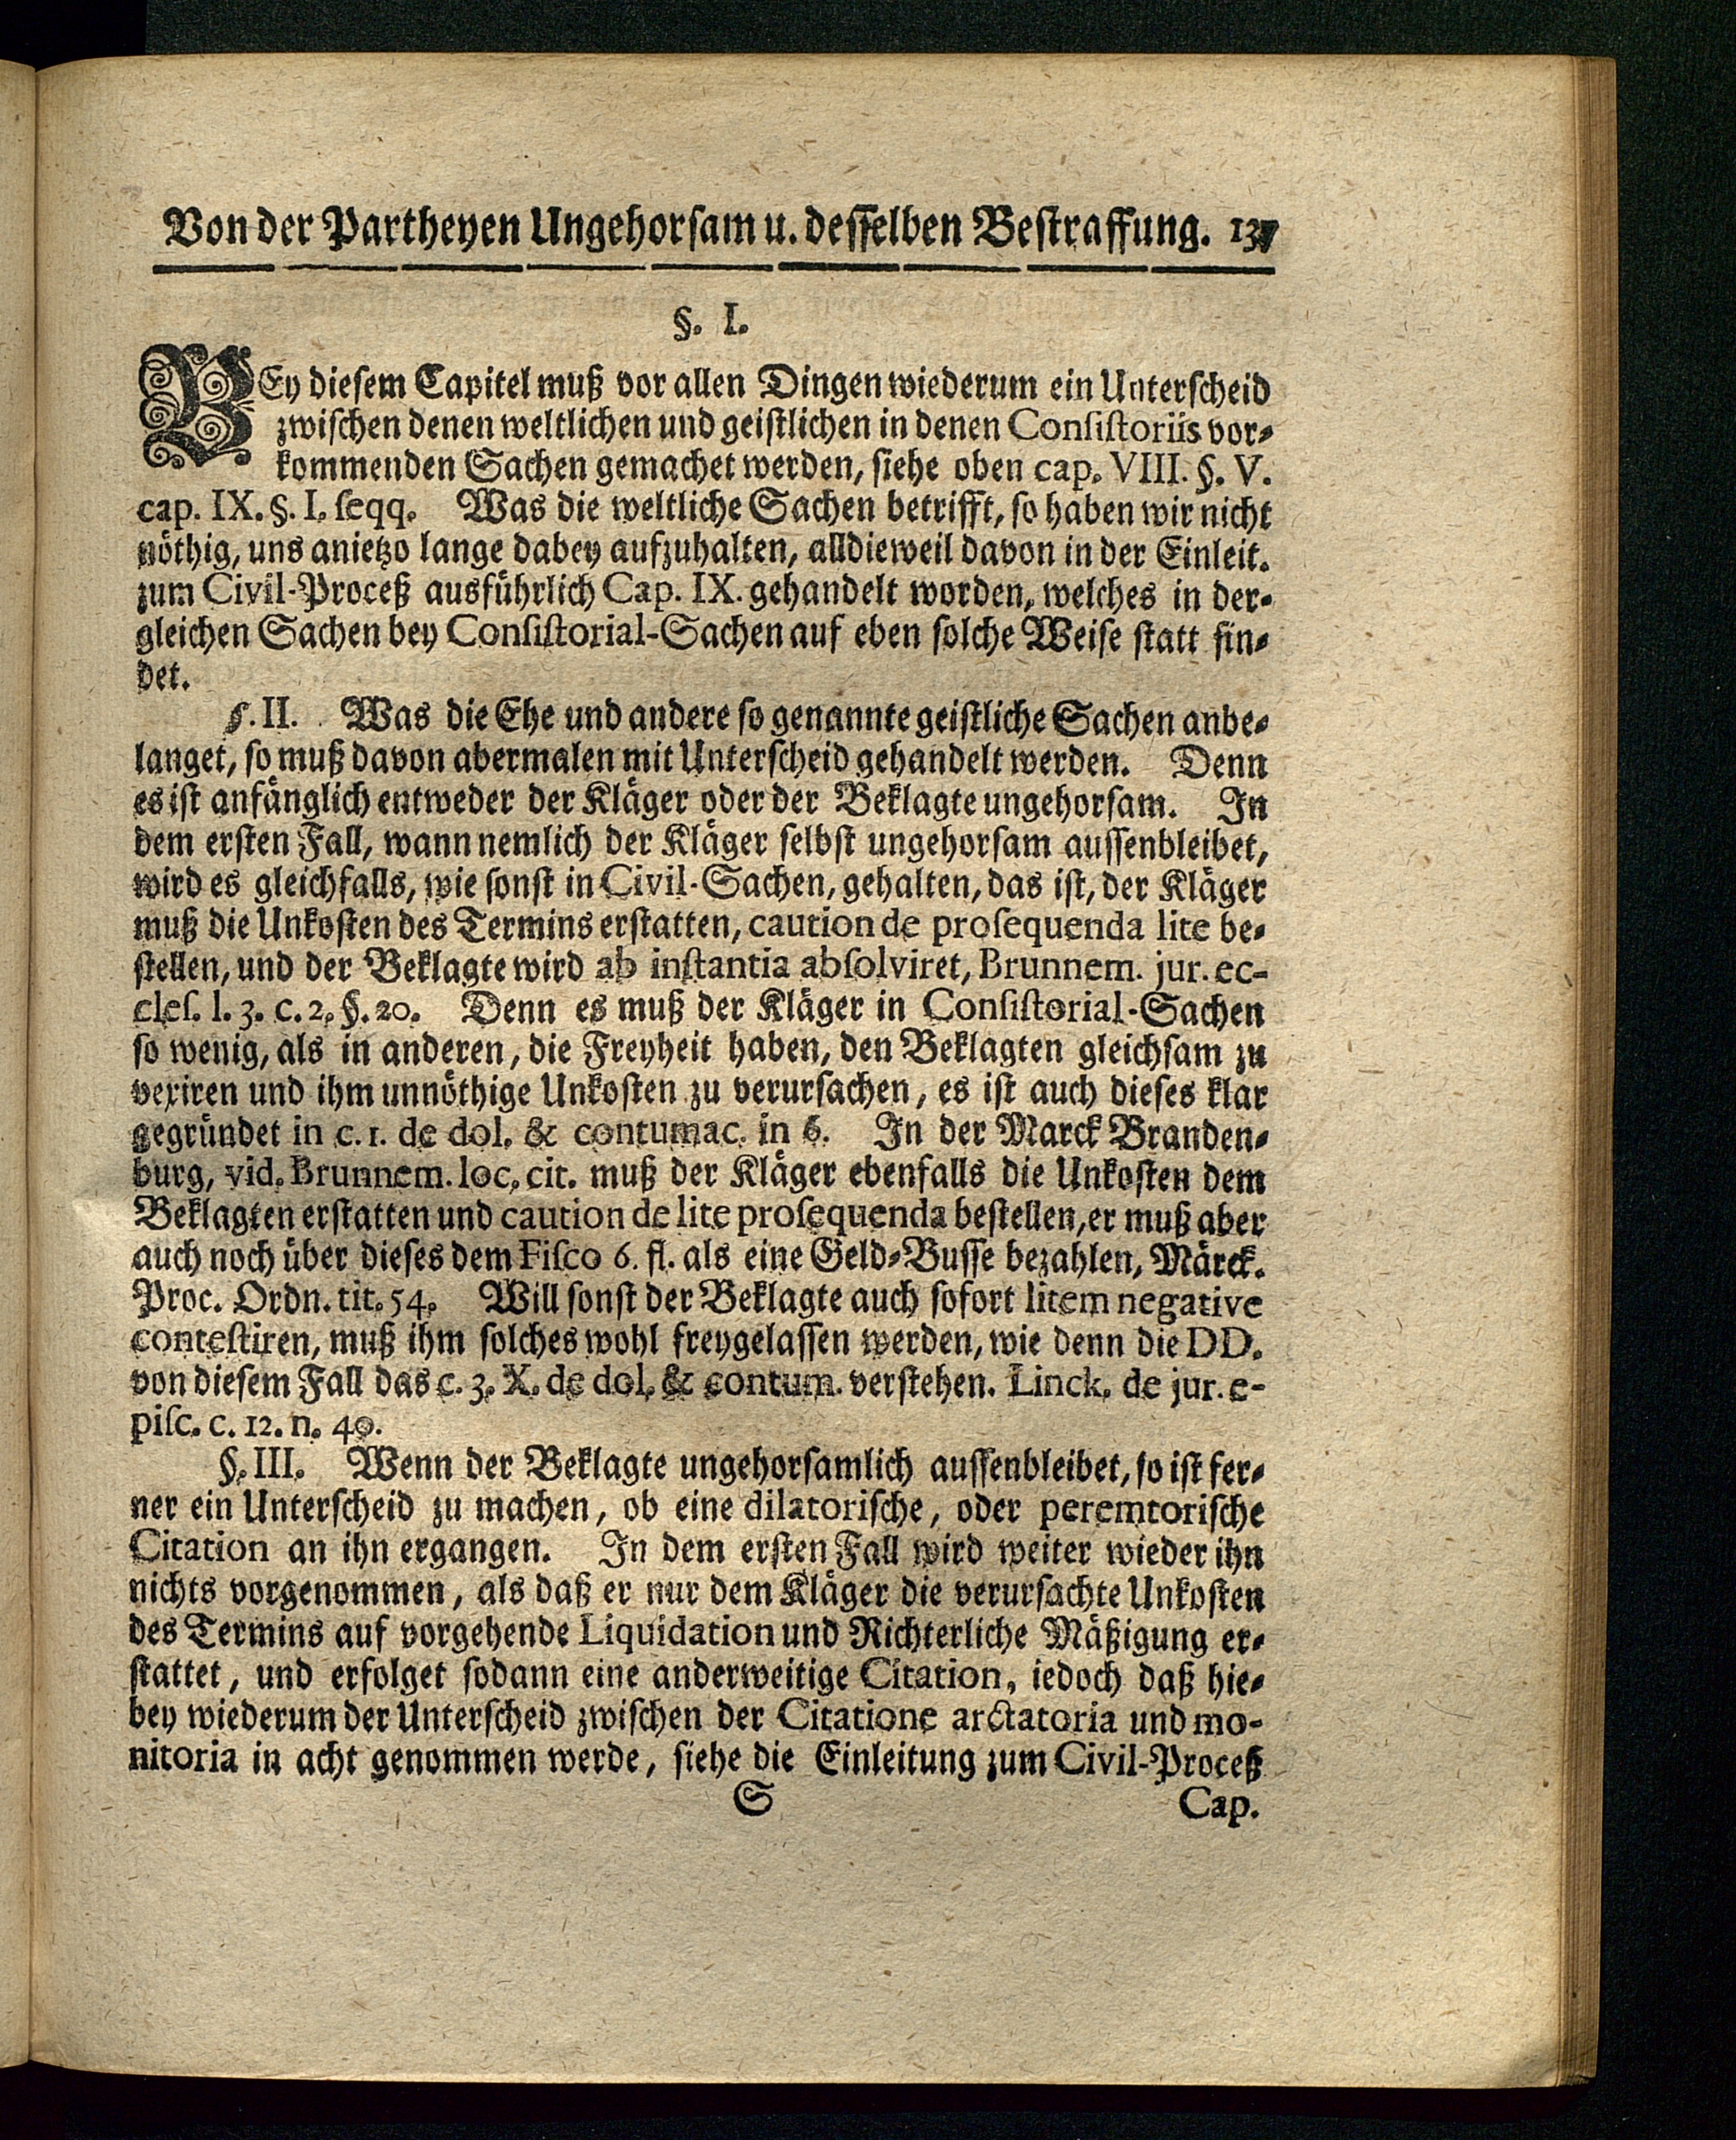 Von der Partheyen Ungehorsam u. desselben Bestraffung. 137
§. I.
BEy diesem Capitel muß vor allen Dingen wiederum ein Unterscheid
zwischen denen weltlichen und geistlichen in denen Consistoriis vor-
kommenden Sachen gemachet werden, siehe oben cap. VIII. §. V.
cap. IX. §. I. seqq. Was die weltliche Sachen betrifft, so haben wir nicht
nöthig, uns anietzo lange dabey aufzuhalten, alldieweil davon in der Einleit.
zum Civil-Proceß ausführlich Cap. IX. gehandelt worden, welches in der-
gleichen Sachen bey Consistorial-Sachen auf eben solche Weise statt fin-
det.
§. II. Was die Ehe und andere so genannte geistliche Sachen anbe-
langet, so muß davon abermalen mit Unterscheid gehandelt werden. Denn
es ist anfänglich entweder der Kläger oder der Beklagte ungehorsam. In
dem ersten Fall, wann nemlich der Kläger selbst ungehorsam aussenbleibet,
wird es gleichfalls, wie sonst in Civil-Sachen, gehalten, das ist, der Kläger
muß die Unkosten des Termins erstatten, caution de prosequenda lite be-
stellen, und der Beklagte wird ab instantia absolviret, Brunnem. jur. ec-
cles. l. 3. c. 2. §. 20. Denn es muß der Kläger in Consistorial-Sachen
so wenig, als in anderen, die Freyheit haben, den Beklagten gleichsam zu
vexiren und ihm unnöthige Unkosten zu verursachen, es ist auch dieses klar
gegründet in c. 1. de dol. & contumac. in 6. In der Marck Branden-
burg, vid. Brunnem. loc. cit. muß der Kläger ebenfalls die Unkosten dem
Beklagten erstatten und caution de lite prosequenda bestellen, er muß aber
auch noch über dieses dem Fisco 6. fl. als eine Geld-Busse bezahlen, Märck.
Proc. Ordn. tit. 54. Will sonst der Beklagte auch sofort litem negative
contestiren, muß ihm solches wohl freygelassen werden, wie denn die DD.
von diesem Fall das c. 3. X. de dol. & contum. verstehen. Linck. de jur. e-
pisc. c. 12. n. 40.
§. III. Wenn der Beklagte ungehorsamlich aussenbleibet, so ist fer-
ner ein Unterscheid zu machen, ob eine dilatorische, oder peremtorische
Citation an ihn ergangen. In dem ersten Fall wird weiter wieder ihn
nichts vorgenommen, als daß er nur dem Kläger die verursachte Unkosten
des Termins auf vorgehende Liquidation und Richterliche Mäßigung er-
stattet, und erfolget sodann eine anderweitige Citation, iedoch daß hie-
bey wiederum der Unterscheid zwischen der Citatione arctatoria und mo-
nitoria in acht genommen werde, siehe die Einleitung zum Civil-Proceß
S Cap.